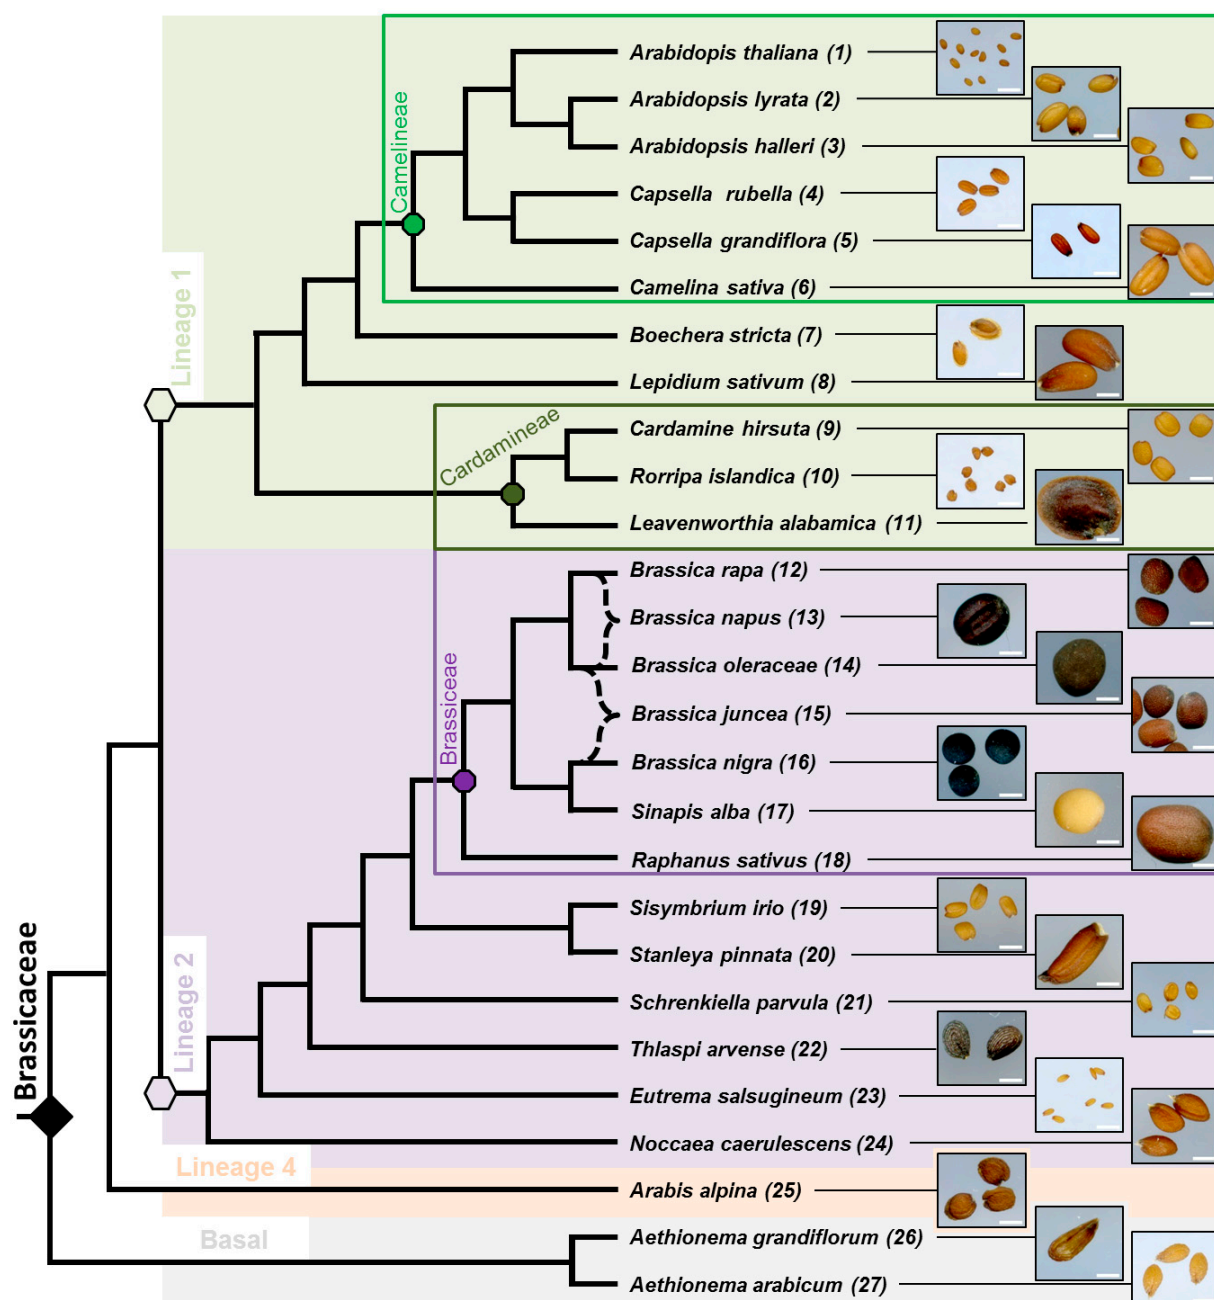 Arabidopis thaliana (1)
Arabidopsis lyrata (2)
Arabidopsis halleri (3)
Capsella rubella (4)
Capsella grandiflora (5)
Camelina sativa (6)
Boechera stricta (7)
Lepidium sativum (8)
Cardamine hirsuta (9)
Rorripa islandica (10)
Leavenworthia alabamica (11)
Brassica rapa (12)
Brassica napus (13)
Brassica oleraceae (14)
Brassica juncea (15)
Brassica nigra (16)
Sinapis alba (17)
Raphanus sativus (18)
Sisymbrium irio (19)
Stanleya pinnata (20)
Schrenkiella parvula (21)
Thlaspi arvense (22)
Eutrema salsugineum (23)
Noccaea caerulescens (24)
Arabis alpina (25)
Aethionema grandiflorum (26)
Aethionema arabicum (27)
Camelineae
Lineage 1
Cardamineae
Brassiceae
Lineage 2
Brassicaceae
Lineage 4
Basal